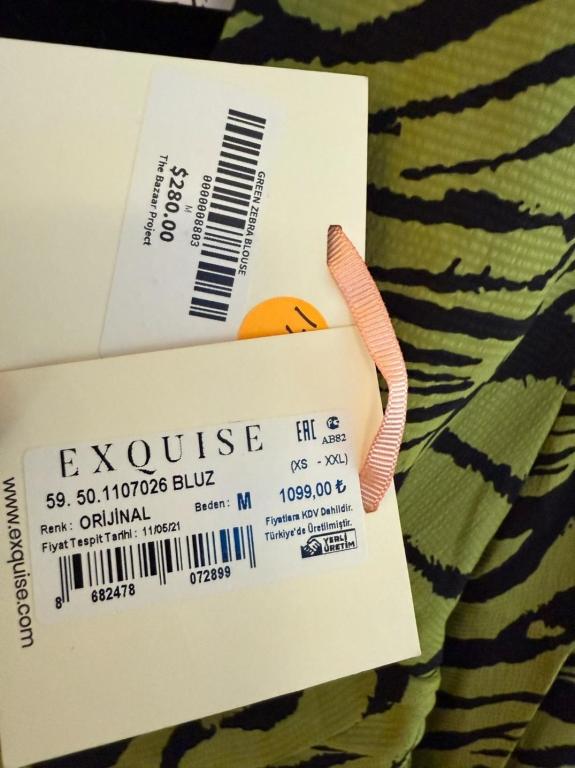 GREEN ZEBRA BLOUSE
0000008803
M
$280.00
The Bazaar Project
EXQUISE
EAC
AB82
59. 50.1107026 BLUZ
(XS - XXL)
Renk : ORİJİNAL
Beden : M
1099,00 ₺
Fiyat Tespit Tarihi : 11/05/21
Fiyatlara KDV Dahildir.
Türkiye'de Üretilmiştir.
YERLİ
ÜRETİM
8 682478 072899
www.exquise.com